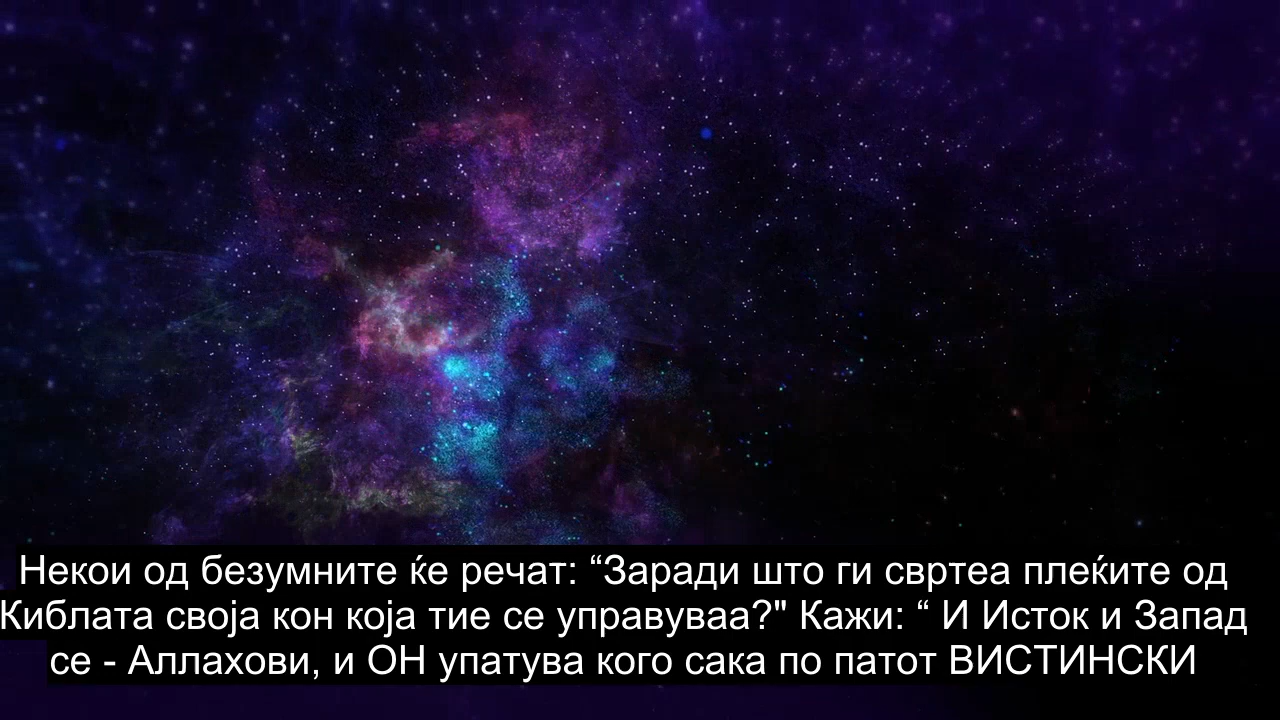 Некои од безумните ќе речат: “Заради што ги свртеа плеќите од
Киблата своја кон која тие се управуваа?" Кажи: “ И Исток и Запад
се - Аллахови, и ОН упатува кого сака по патот ВИСТИНСКИ